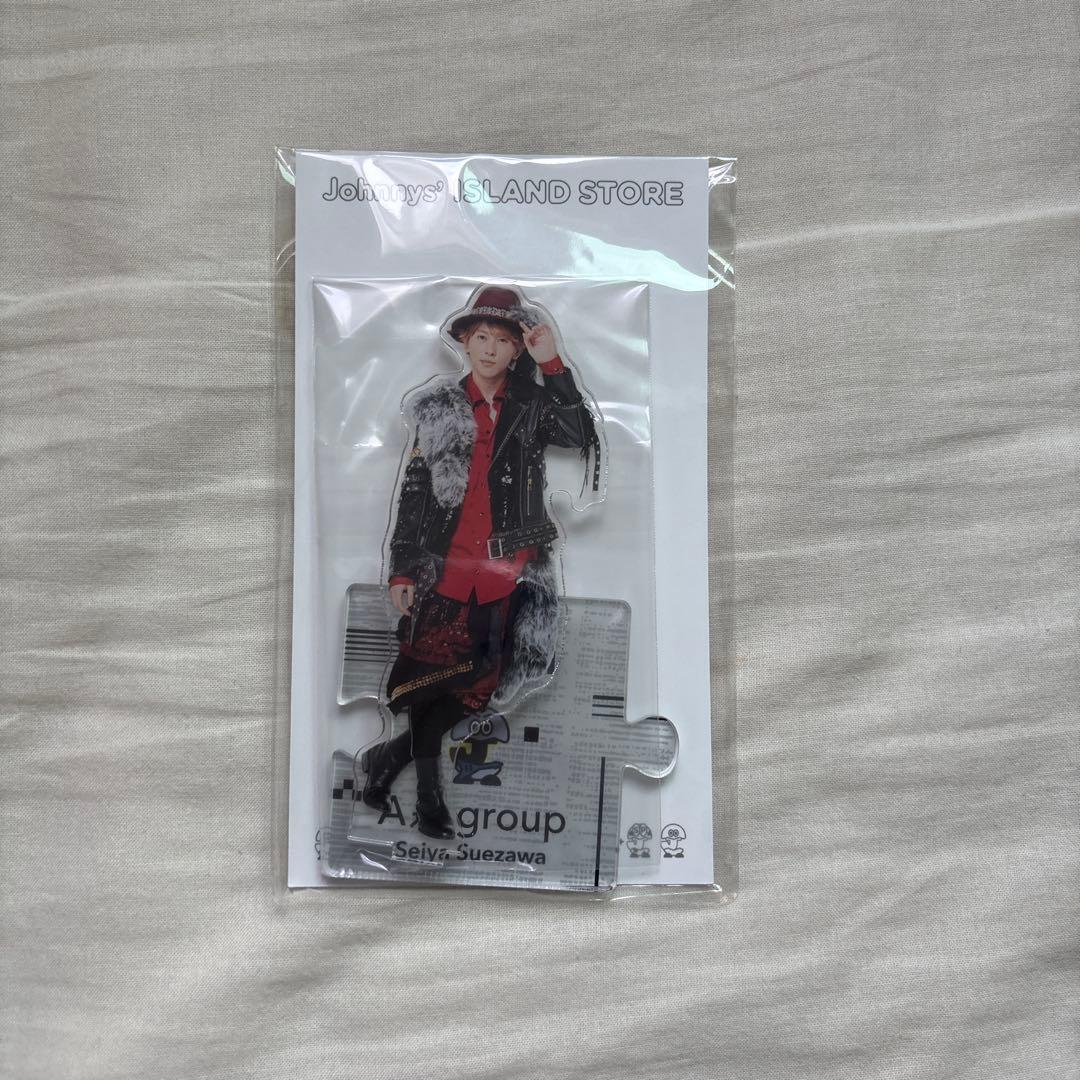 Johnnys' ISLAND STORE
group
Seiya Suezawa